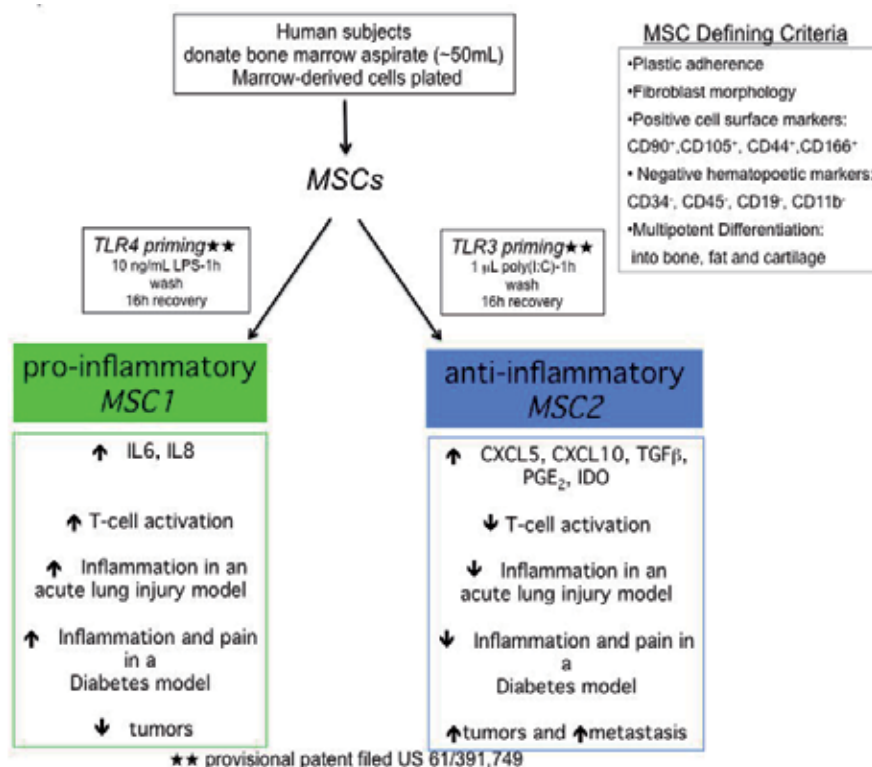 Human subjects
donate bone marrow aspirate (~50mL)
Marrow-derived cells plated
MSC Defining Criteria
•Plastic adherence
•Fibroblast morphology
•Positive cell surface markers:
CD90⁺,CD105⁺, CD44⁺,CD166⁺
• Negative hematopoetic markers:
CD34⁻, CD45⁻, CD19⁻, CD11b⁻
•Multipotent Differentiation:
into bone, fat and cartilage
MSCs
TLR4 priming★★
10 ng/mL LPS-1h
wash
16h recovery
TLR3 priming★★
1 µL poly(I:C)-1h
wash
16h recovery
pro-inflammatory
MSC1
↑ IL6, IL8
↑ T-cell activation
↑ Inflammation in an
acute lung injury model
↑ Inflammation and pain
in a
Diabetes model
↓ tumors
anti-inflammatory
MSC2
↑ CXCL5, CXCL10, TGFβ,
PGE₂, IDO
↓ T-cell activation
↓ Inflammation in an
acute lung injury model
↓ Inflammation and pain in
a
Diabetes model
↑tumors and ↑metastasis
★★ provisional patent filed US 61/391,749